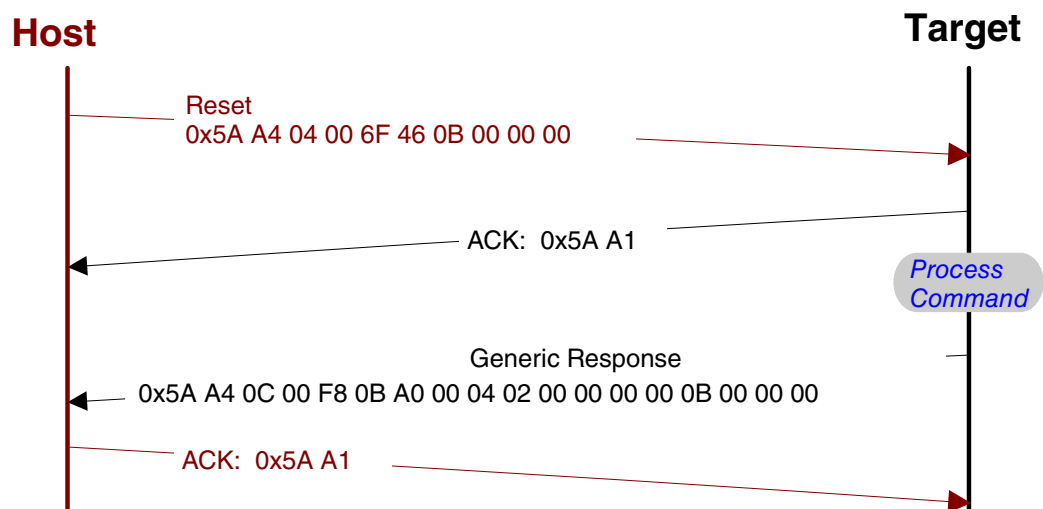 Host
Target
Reset
0x5A A4 04 00 6F 46 0B 00 00 00
ACK: 0x5A A1
Process
Command
Generic Response
0x5A A4 0C 00 F8 0B A0 00 04 02 00 00 00 00 0B 00 00 00
ACK: 0x5A A1